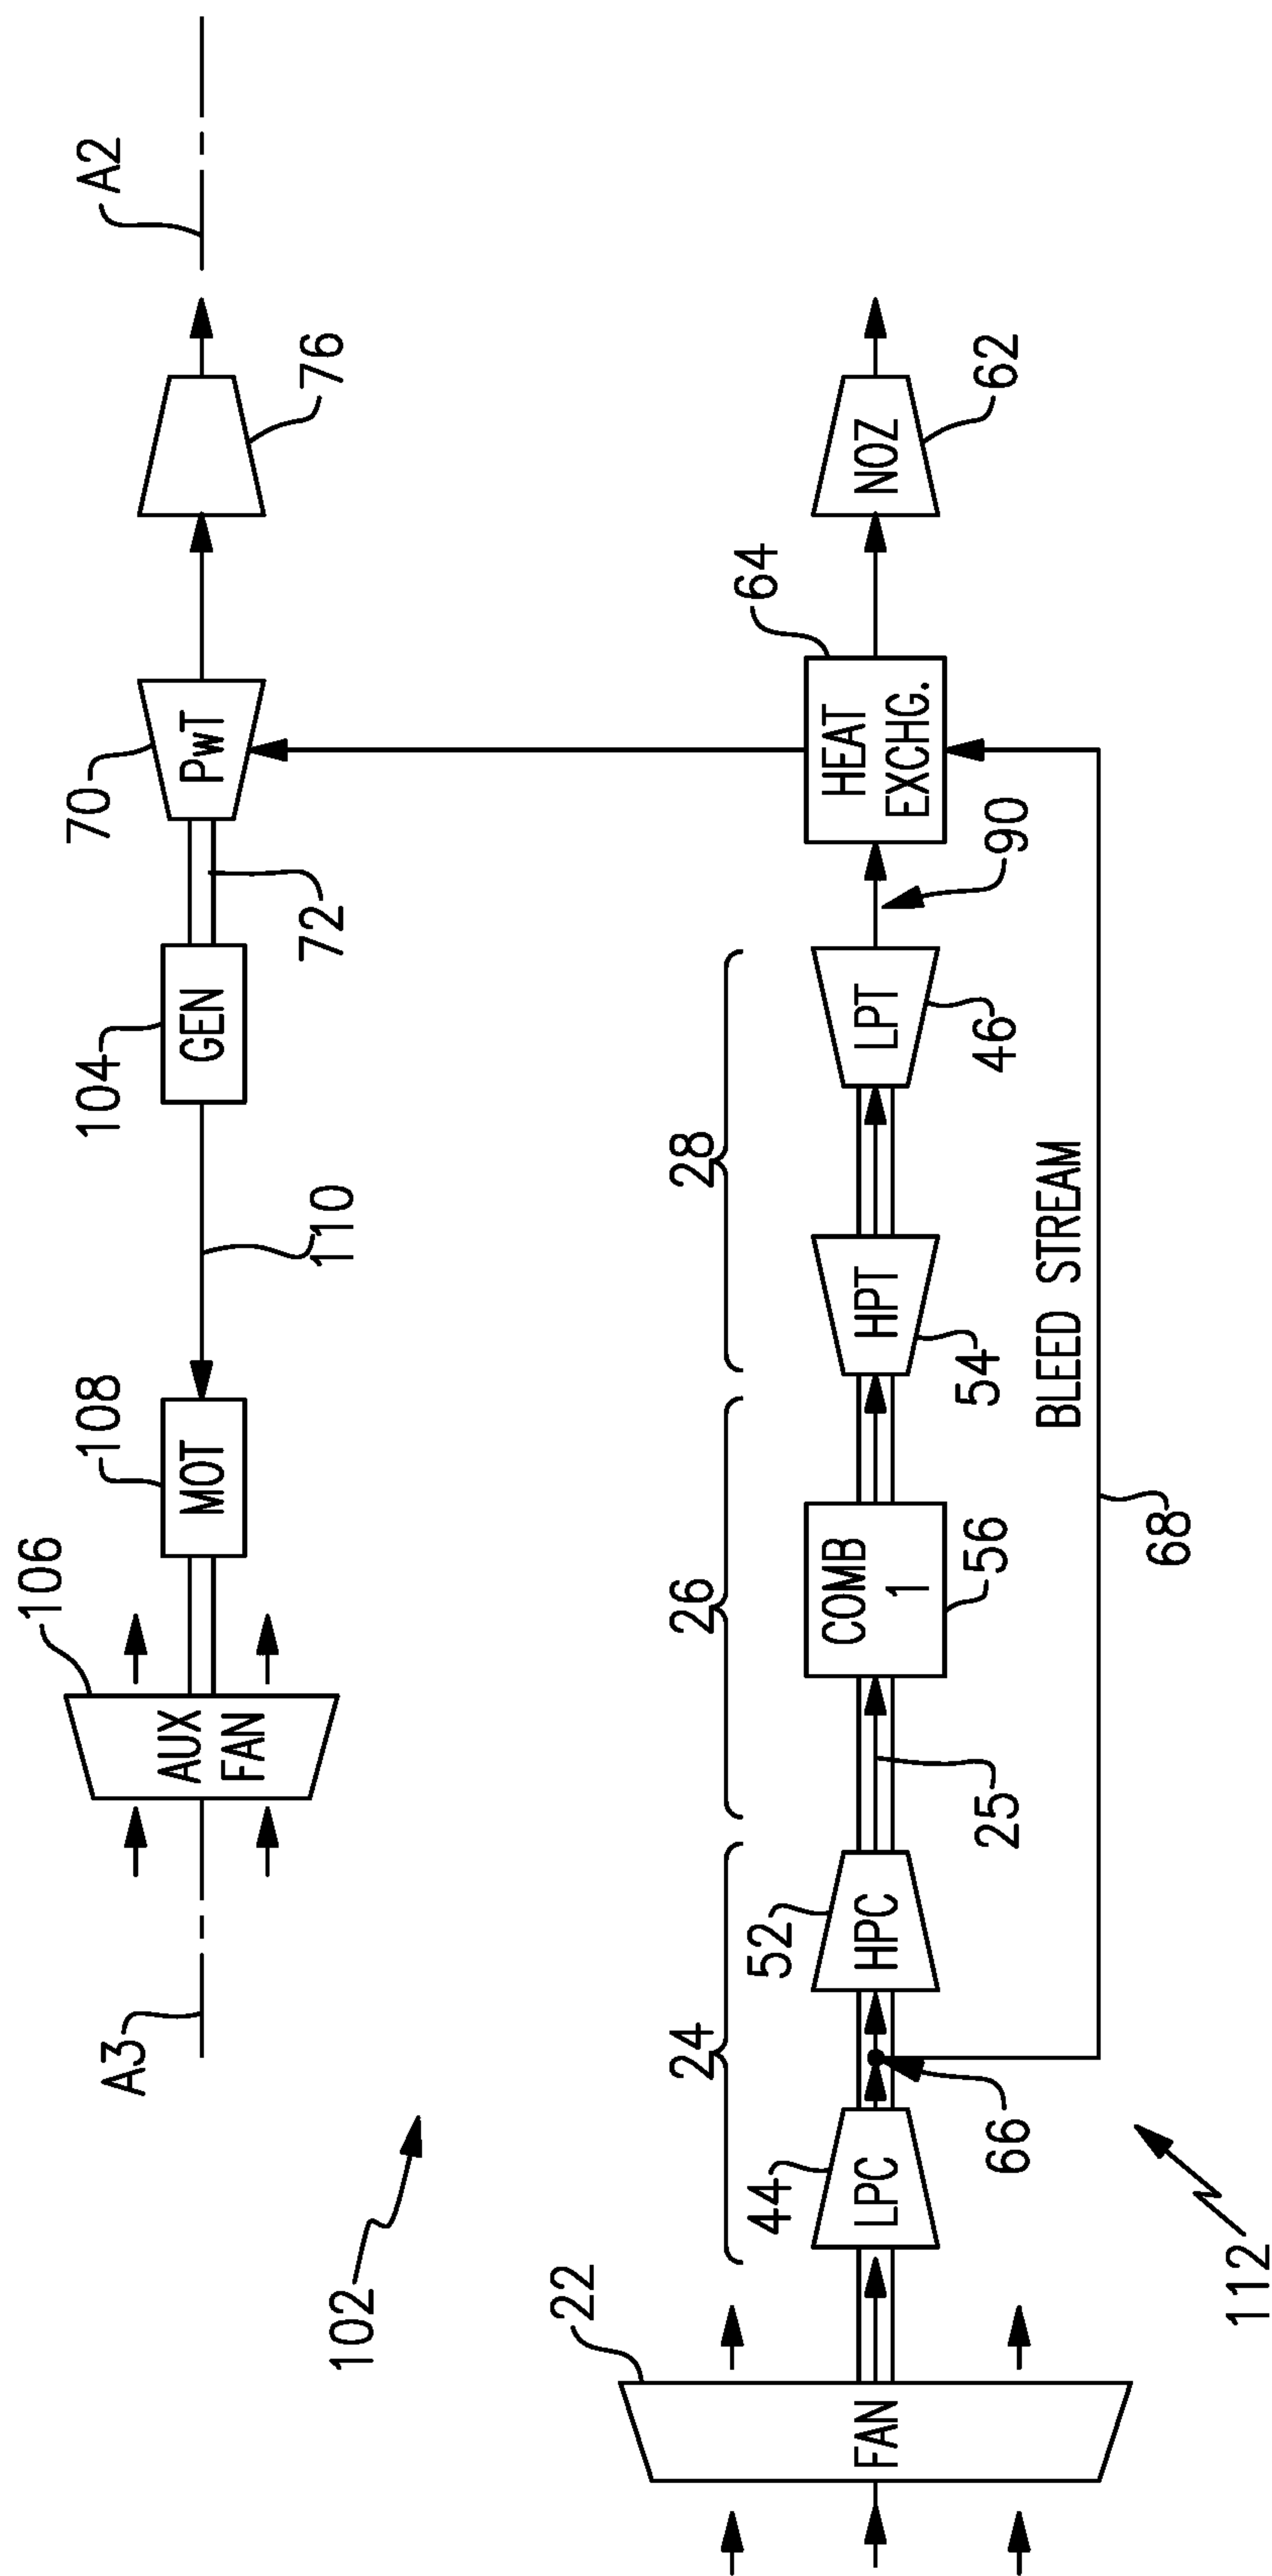 102
A3
106
AUX
FAN
108
MOT
110
104
GEN
72
70
PwT
76
A2
22
FAN
24
44
LPC
66
52
HPC
25
26
COMB
1
56
28
HPT
54
LPT
46
90
64
HEAT
EXCHG.
NOZ
62
BLEED STREAM
68
112